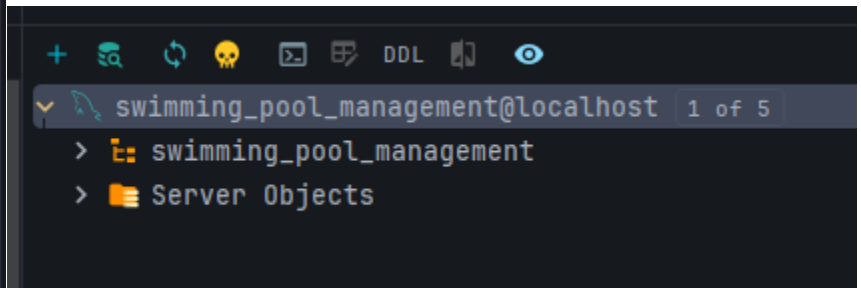 DDL
swimming_pool_management@localhost 1 of 5
swimming_pool_management
Server Objects